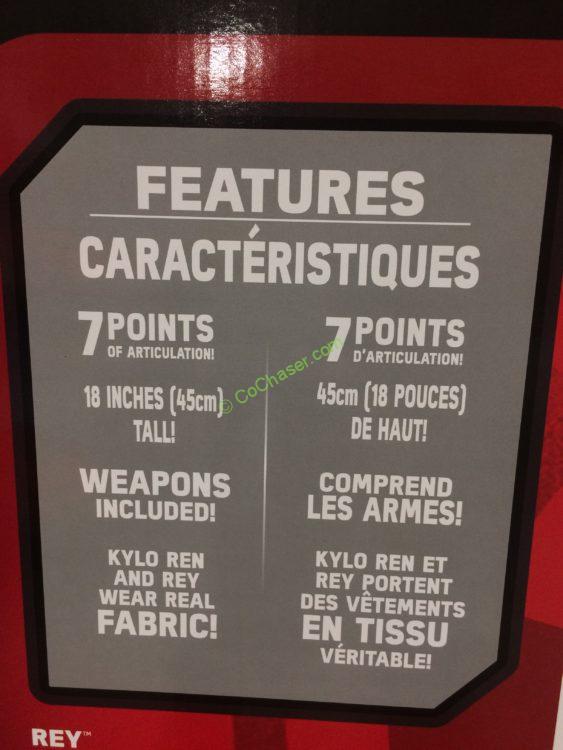 FEATURES
CARACTÉRISTIQUES
7 POINTS
OF ARTICULATION!
18 INCHES (45cm)
TALL!
WEAPONS
INCLUDED!
KYLO REN
AND REY
WEAR REAL
FABRIC!
7 POINTS
D'ARTICULATION!
45cm (18 POUCES)
DE HAUT!
COMPREND
LES ARMES!
KYLO REN ET
REY PORTENT
DES VÊTEMENTS
EN TISSU
VÉRITABLE!
© CoChaser.com
REY™